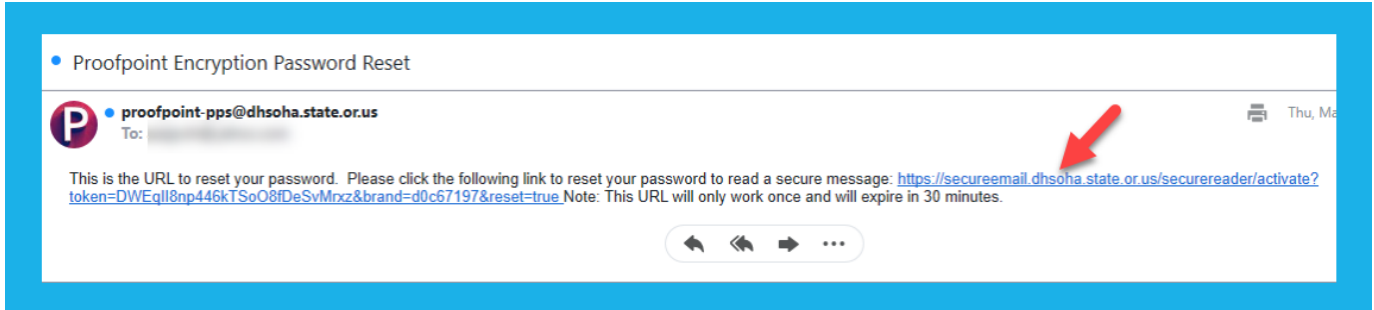 Proofpoint Encryption Password Reset
P
proofpoint-pps@dhsoha.state.or.us
To:
Thu, Ma
This is the URL to reset your password. Please click the following link to reset your password to read a secure message: https://secureemail.dhsoha.state.or.us/securereader/activate?
token=DWEqII8np446kTSoO8fDeSvMrxz&brand=d0c67197&reset=true Note: This URL will only work once and will expire in 30 minutes.